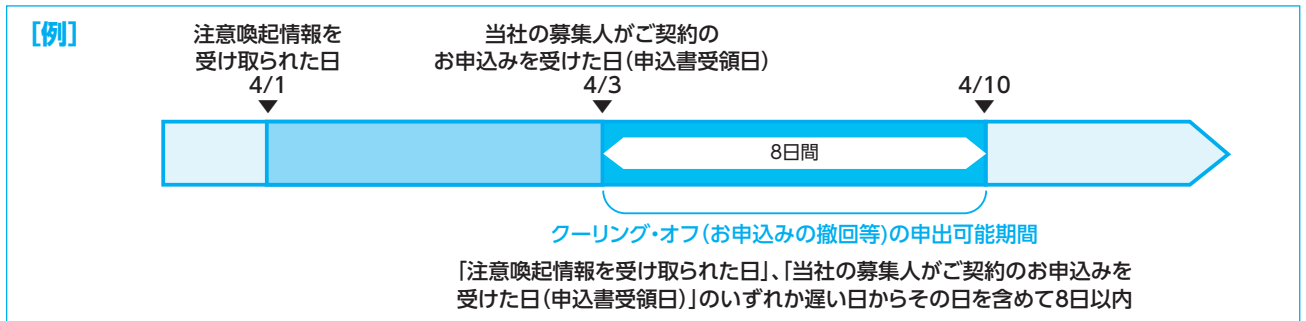 ［例］
注意喚起情報を
受け取られた日
4/1
当社の募集人がご契約の
お申込みを受けた日（申込書受領日）
4/3
4/10
8日間
クーリング・オフ（お申込みの撤回等)の申出可能期間
「注意喚起情報を受け取られた日」、「当社の募集人がご契約のお申込みを
受けた日（申込書受領日）」のいずれか遅い日からその日を含めて8日以内